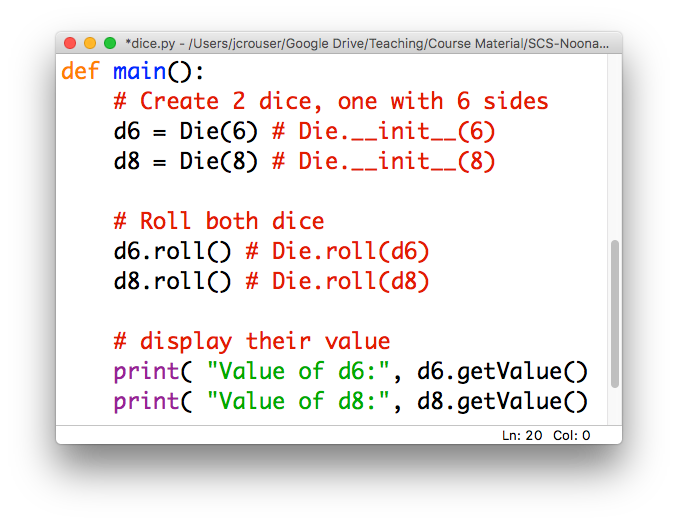 *dice.py - /Users/jcrouser/Google Drive/Teaching/Course Material/SCS-Noona...
def main():
    # Create 2 dice, one with 6 sides
    d6 = Die(6) # Die.__init__(6)
    d8 = Die(8) # Die.__init__(8)

    # Roll both dice
    d6.roll() # Die.roll(d6)
    d8.roll() # Die.roll(d8)

    # display their value
    print( "Value of d6:", d6.getValue()
    print( "Value of d8:", d8.getValue()
Ln: 20 Col: 0